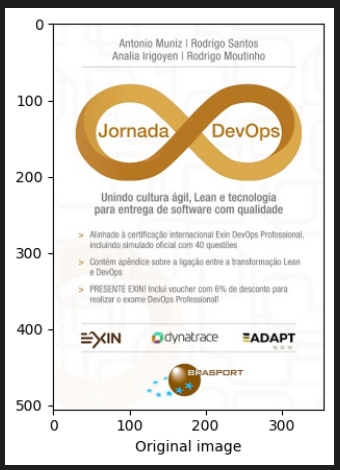 Antonio Muniz | Rodrigo Santos
Analia Irigoyen | Rodrigo Moutinho
Jornada DevOps
Unindo cultura ágil, Lean e tecnologia
para entrega de software com qualidade
> Alinhado à certificação internacional Exin DevOps Professional,
incluindo simulado oficial com 40 questões
> Contém apêndice sobre a ligação entre a transformação Lean
e DevOps
> PRESENTE EXIN! Inclui voucher com 6% de desconto para
realizar o exame DevOps Professional!
EXIN dynatrace ADAPT
NOW
BRASPORT
0
100
200
300
400
500
0 100 200 300
Original image